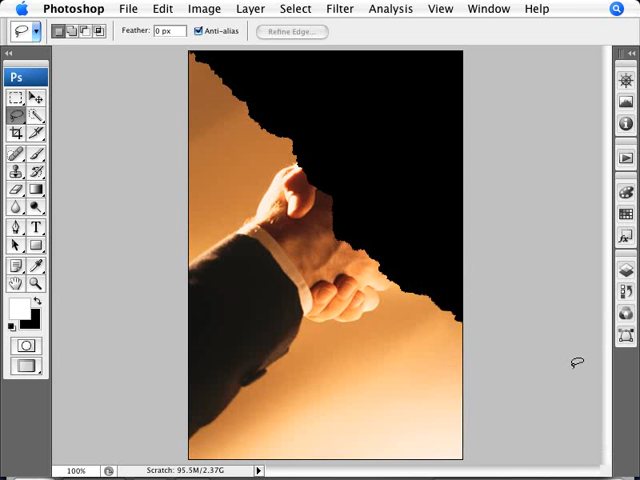 Photoshop File Edit Image Layer Select Filter Analysis View Window Help
Feather: 0 px Anti-alias Refine Edge...
Ps
T
100% Scratch: 95.5M/2.37G